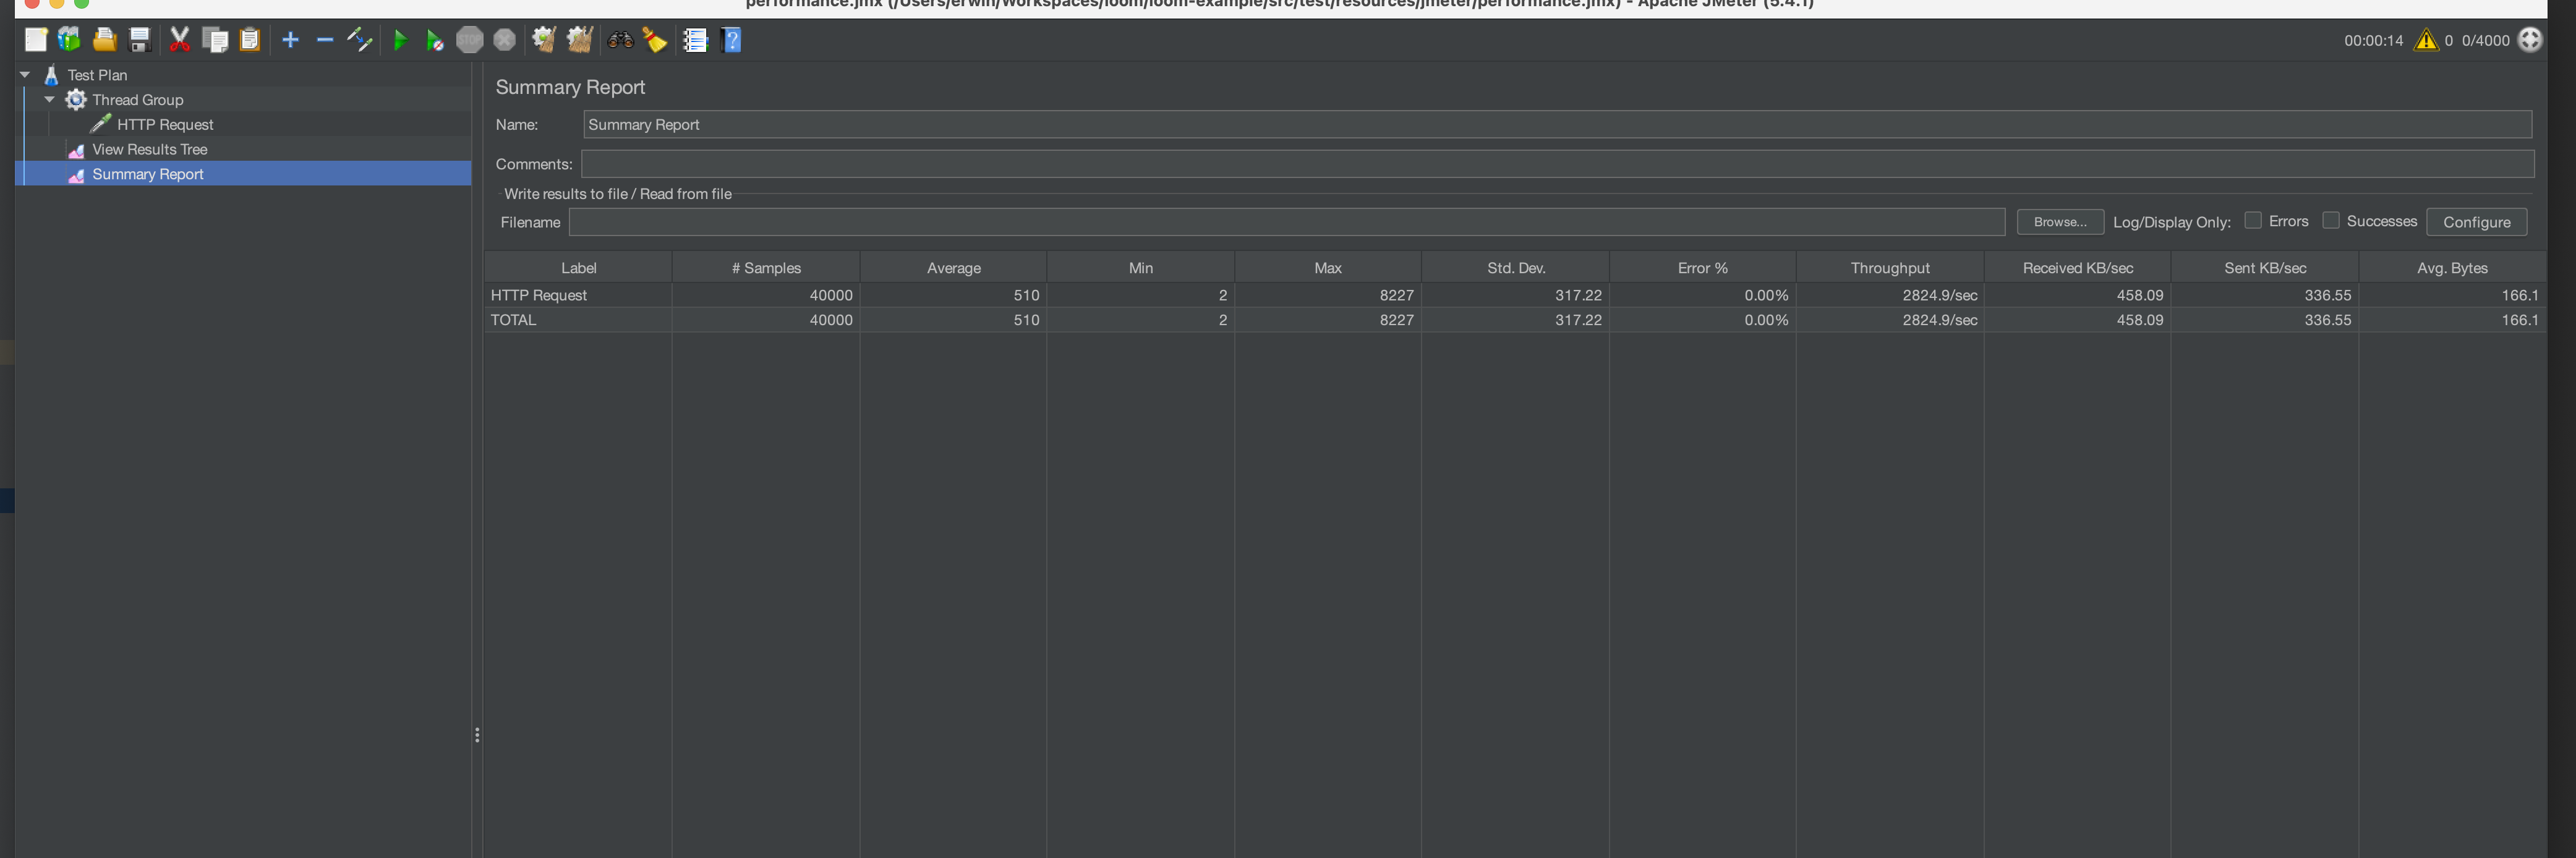 performance.jmx (/Users/erwin/Workspaces/loom/loom-example/src/test/resources/jmeter/performance.jmx) - Apache JMeter (5.4.1)
STOP
00:00:14 0 0/4000
Test Plan
Thread Group
HTTP Request
View Results Tree
Summary Report
Summary Report
Name: Summary Report
Comments:
Write results to file / Read from file
Filename Browse... Log/Display Only: Errors Successes Configure
Label # Samples Average Min Max Std. Dev. Error % Throughput Received KB/sec Sent KB/sec Avg. Bytes
HTTP Request 40000 510 2 8227 317.22 0.00% 2824.9/sec 458.09 336.55 166.1
TOTAL 40000 510 2 8227 317.22 0.00% 2824.9/sec 458.09 336.55 166.1